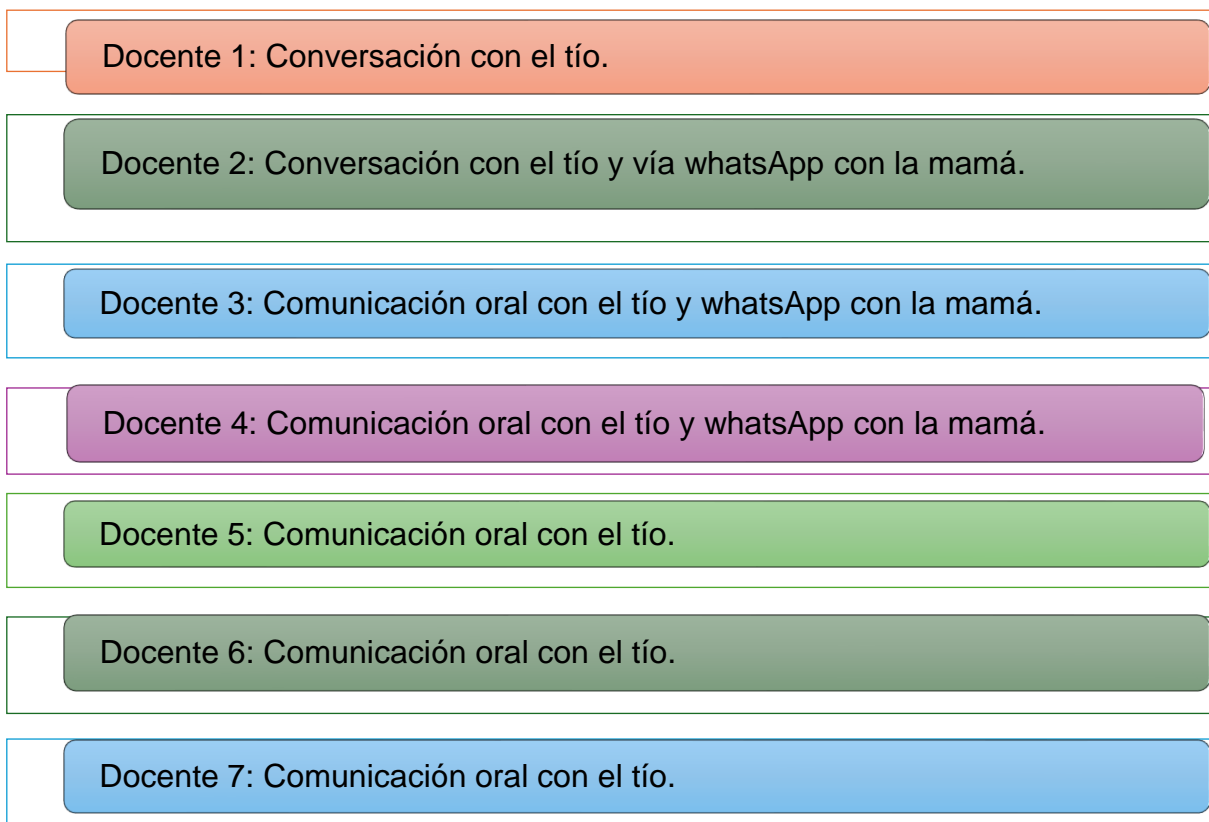 Docente 1: Conversación con el tío.
Docente 2: Conversación con el tío y vía whatsApp con la mamá.
Docente 3: Comunicación oral con el tío y whatsApp con la mamá.
Docente 4: Comunicación oral con el tío y whatsApp con la mamá.
Docente 5: Comunicación oral con el tío.
Docente 6: Comunicación oral con el tío.
Docente 7: Comunicación oral con el tío.